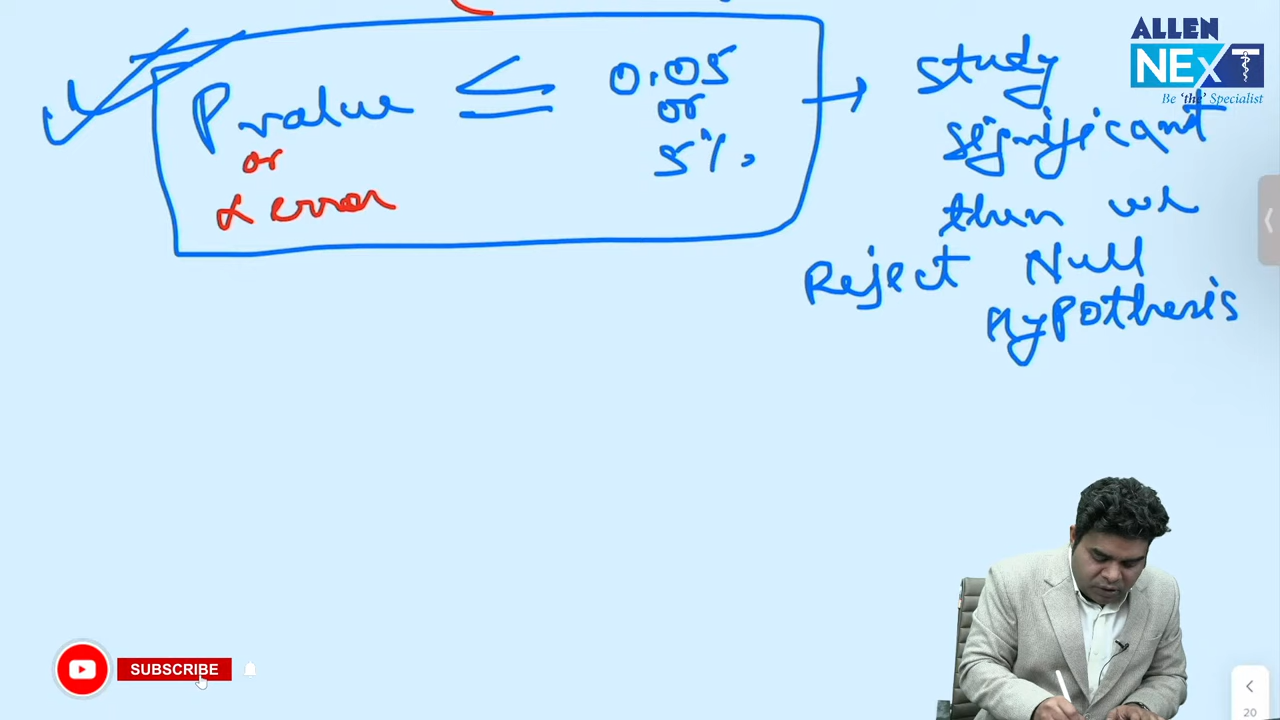 ALLEN
NEXT
Be 'the' Specialist
P value ≤ 0.05
or
or
5%.
α error
→ study
significant
then we
Reject Null
Hypothesis
SUBSCRIBE
20